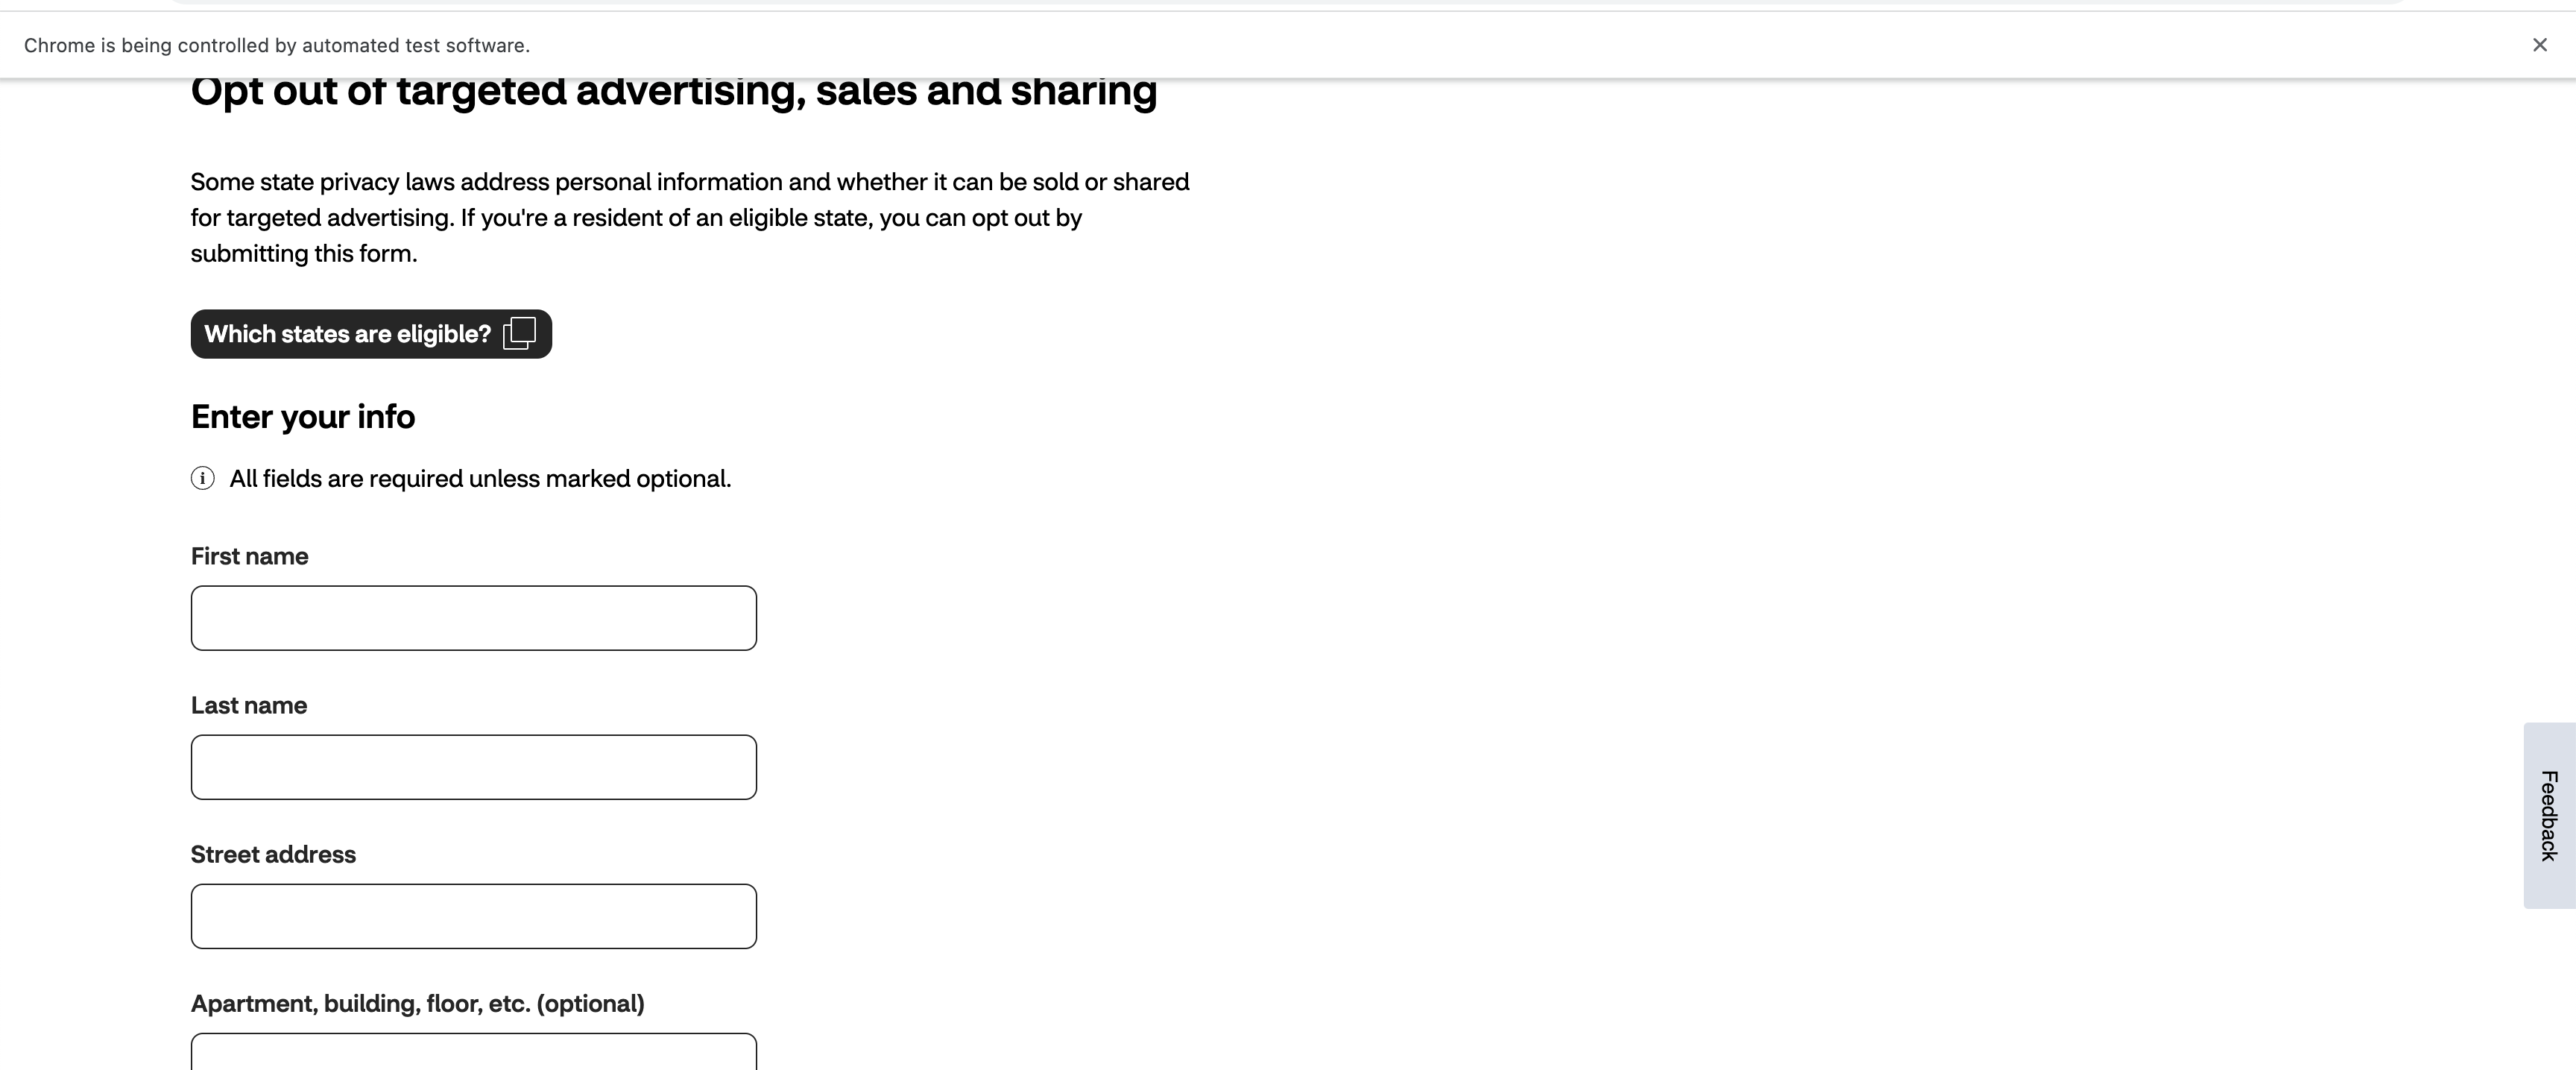 Chrome is being controlled by automated test software.
Opt out of targeted advertising, sales and sharing
Some state privacy laws address personal information and whether it can be sold or shared
for targeted advertising. If you're a resident of an eligible state, you can opt out by
submitting this form.
Which states are eligible?
Enter your info
All fields are required unless marked optional.
First name
Last name
Street address
Apartment, building, floor, etc. (optional)
Feedback